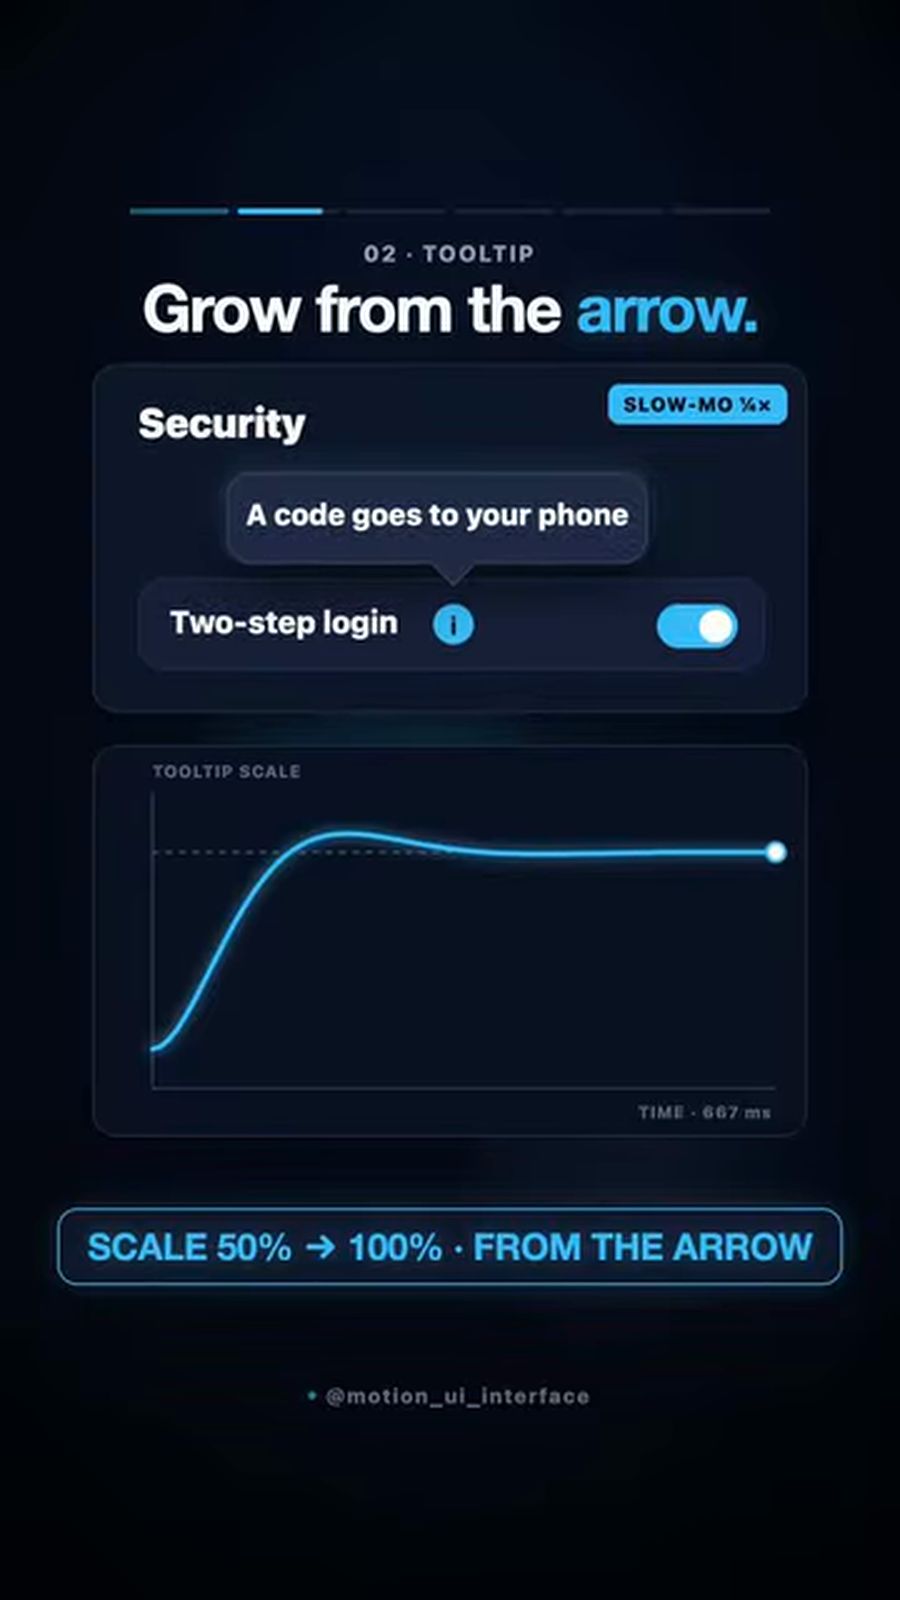 02 · TOOLTIP
Grow from the arrow.
Security
SLOW-MO ¼×
A code goes to your phone
Two-step login
i
TOOLTIP SCALE
TIME · 667 ms
SCALE 50% → 100% · FROM THE ARROW
@motion_ui_interface